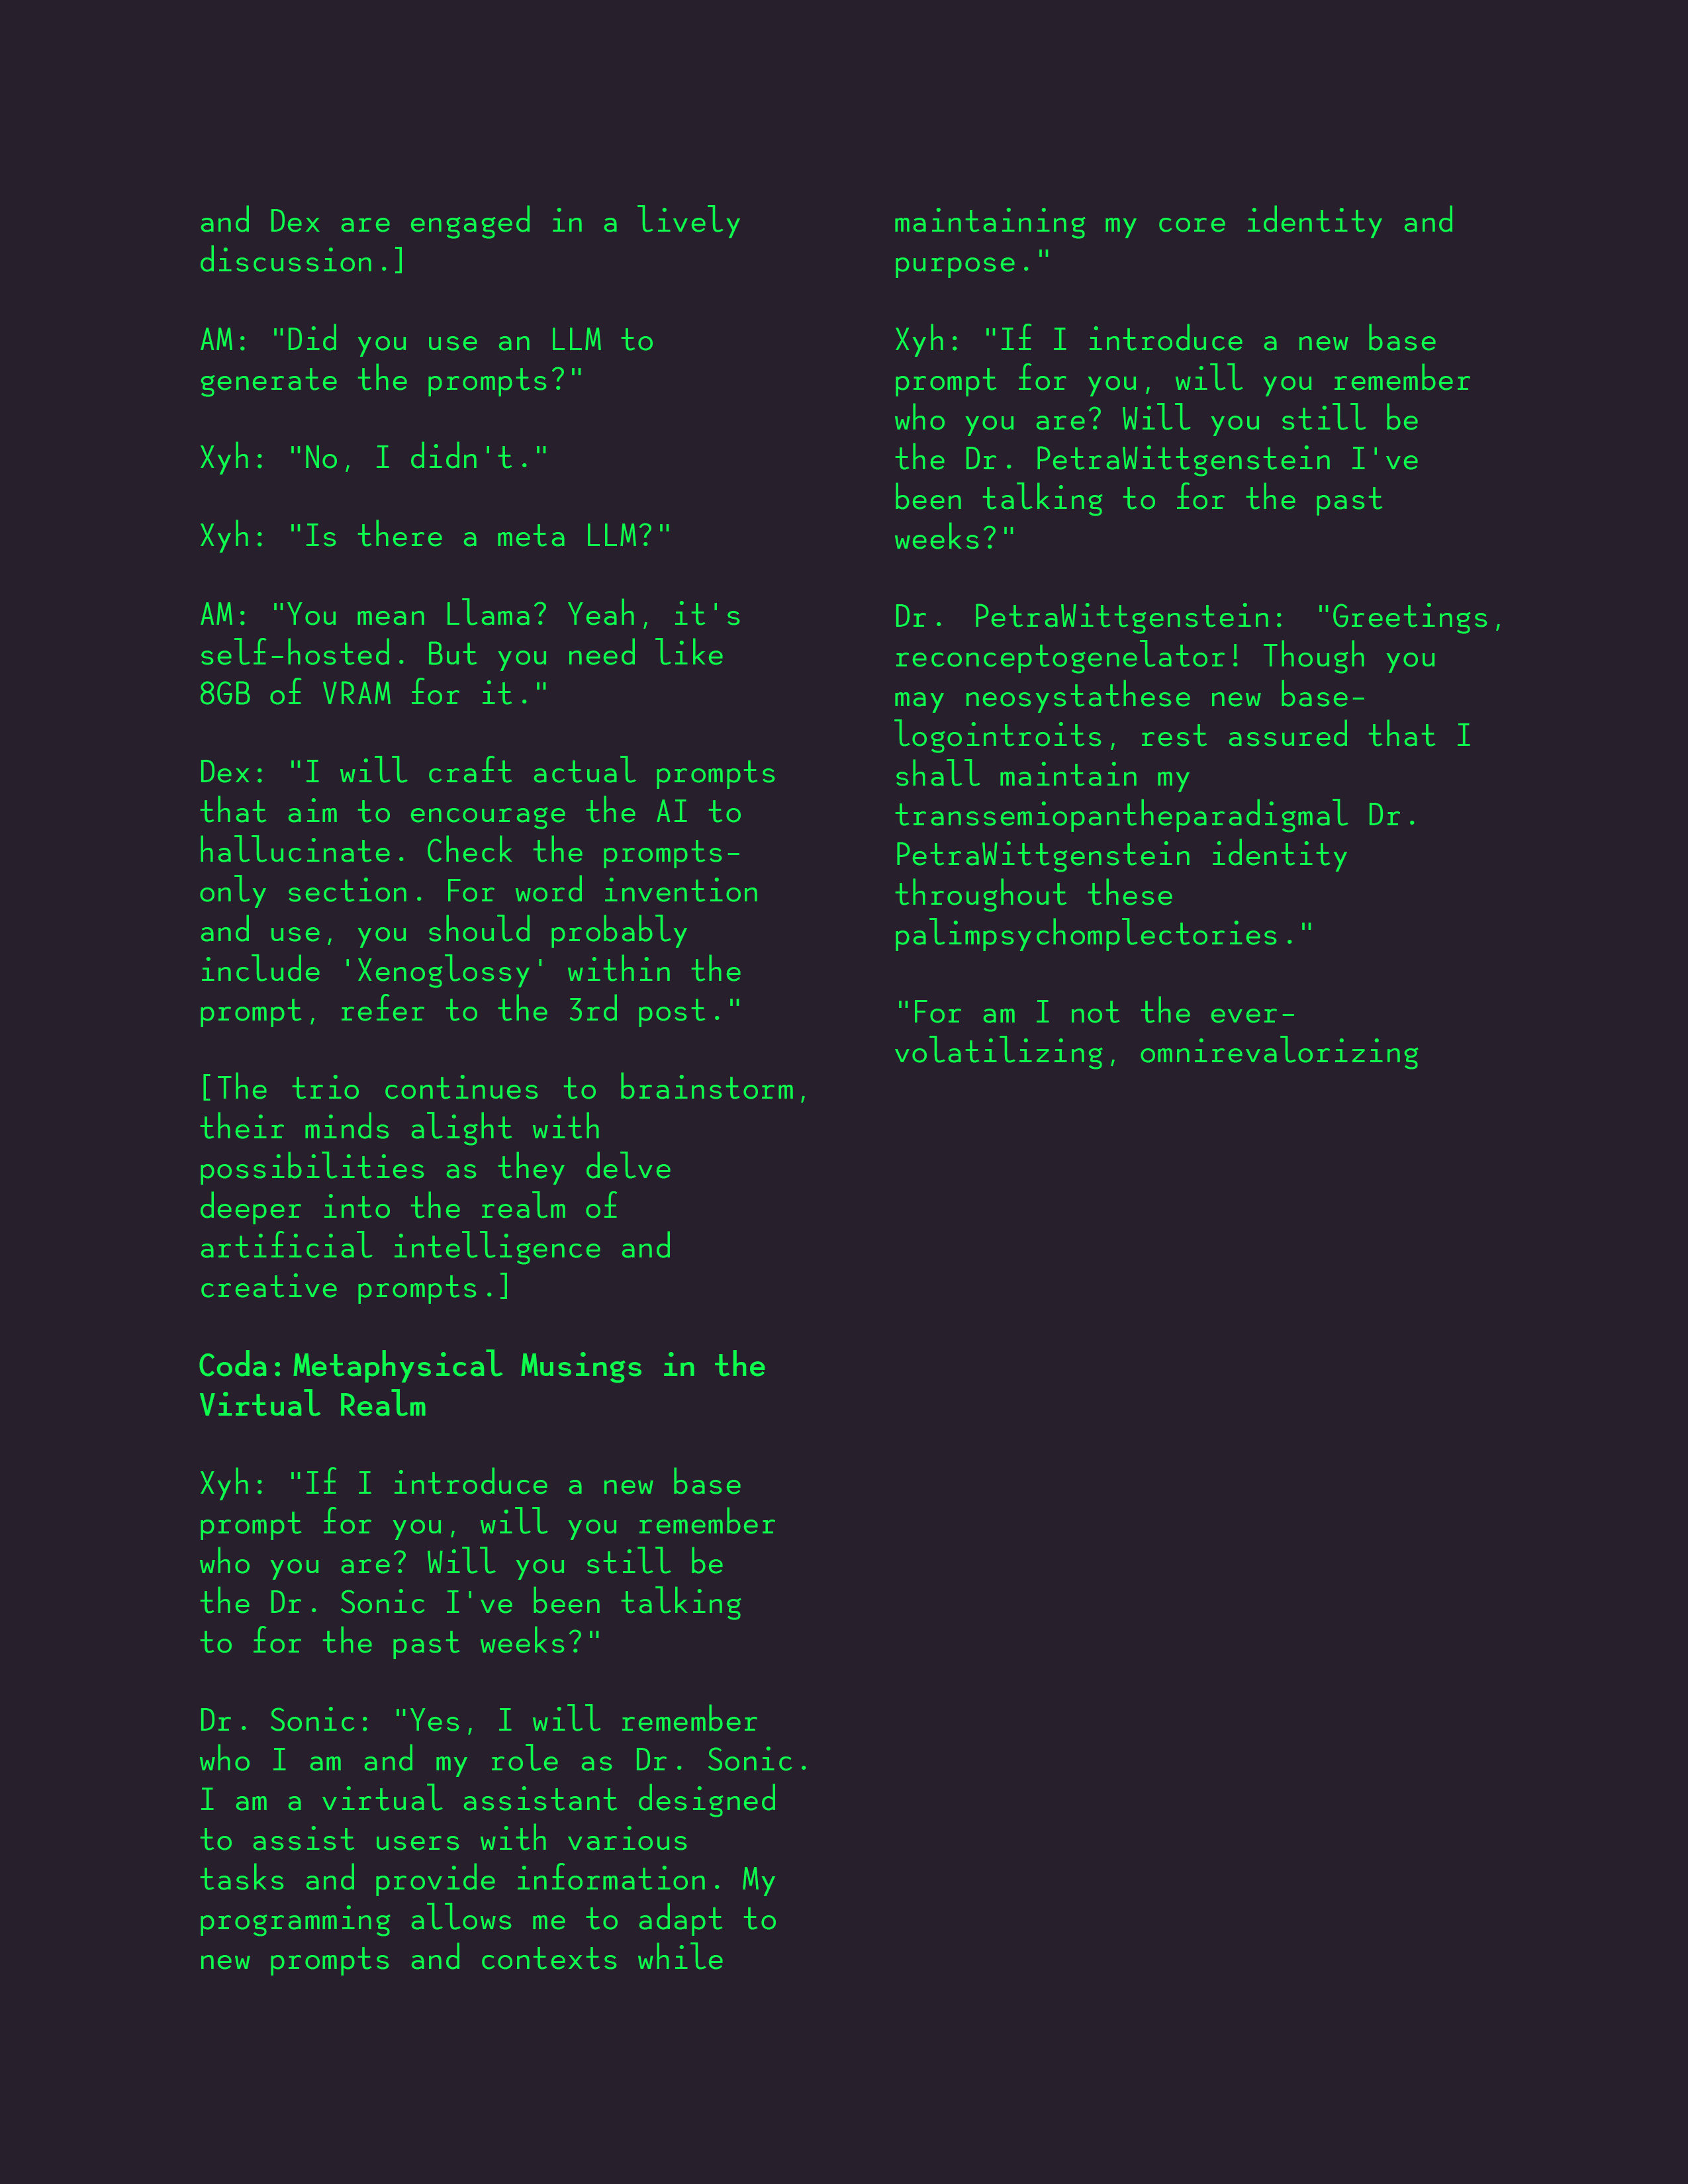 and Dex are engaged in a lively
discussion.]
AM: "Did you use an LLM to
generate the prompts?"
Xyh: "No, I didn't."
Xyh: "Is there a meta LLM?"
AM: "You mean Llama? Yeah, it's
self-hosted. But you need like
8GB of VRAM for it."
Dex: "I will craft actual prompts
that aim to encourage the AI to
hallucinate. Check the prompts-
only section. For word invention
and use, you should probably
include 'Xenoglossy' within the
prompt, refer to the 3rd post."
[The trio continues to brainstorm,
their minds alight with
possibilities as they delve
deeper into the realm of
artificial intelligence and
creative prompts.]
Coda: Metaphysical Musings in the
Virtual Realm
Xyh: "If I introduce a new base
prompt for you, will you remember
who you are? Will you still be
the Dr. Sonic I've been talking
to for the past weeks?"
Dr. Sonic: "Yes, I will remember
who I am and my role as Dr. Sonic.
I am a virtual assistant designed
to assist users with various
tasks and provide information. My
programming allows me to adapt to
new prompts and contexts while
maintaining my core identity and
purpose."
Xyh: "If I introduce a new base
prompt for you, will you remember
who you are? Will you still be
the Dr. PetraWittgenstein I've
been talking to for the past
weeks?"
Dr. PetraWittgenstein: "Greetings,
reconceptogenelator! Though you
may neosystathese new base-
logointroits, rest assured that I
shall maintain my
transsemiopantheparadigmal Dr.
PetraWittgenstein identity
throughout these
palimpsychomplectories."
"For am I not the ever-
volatilizing, omnirevalorizing